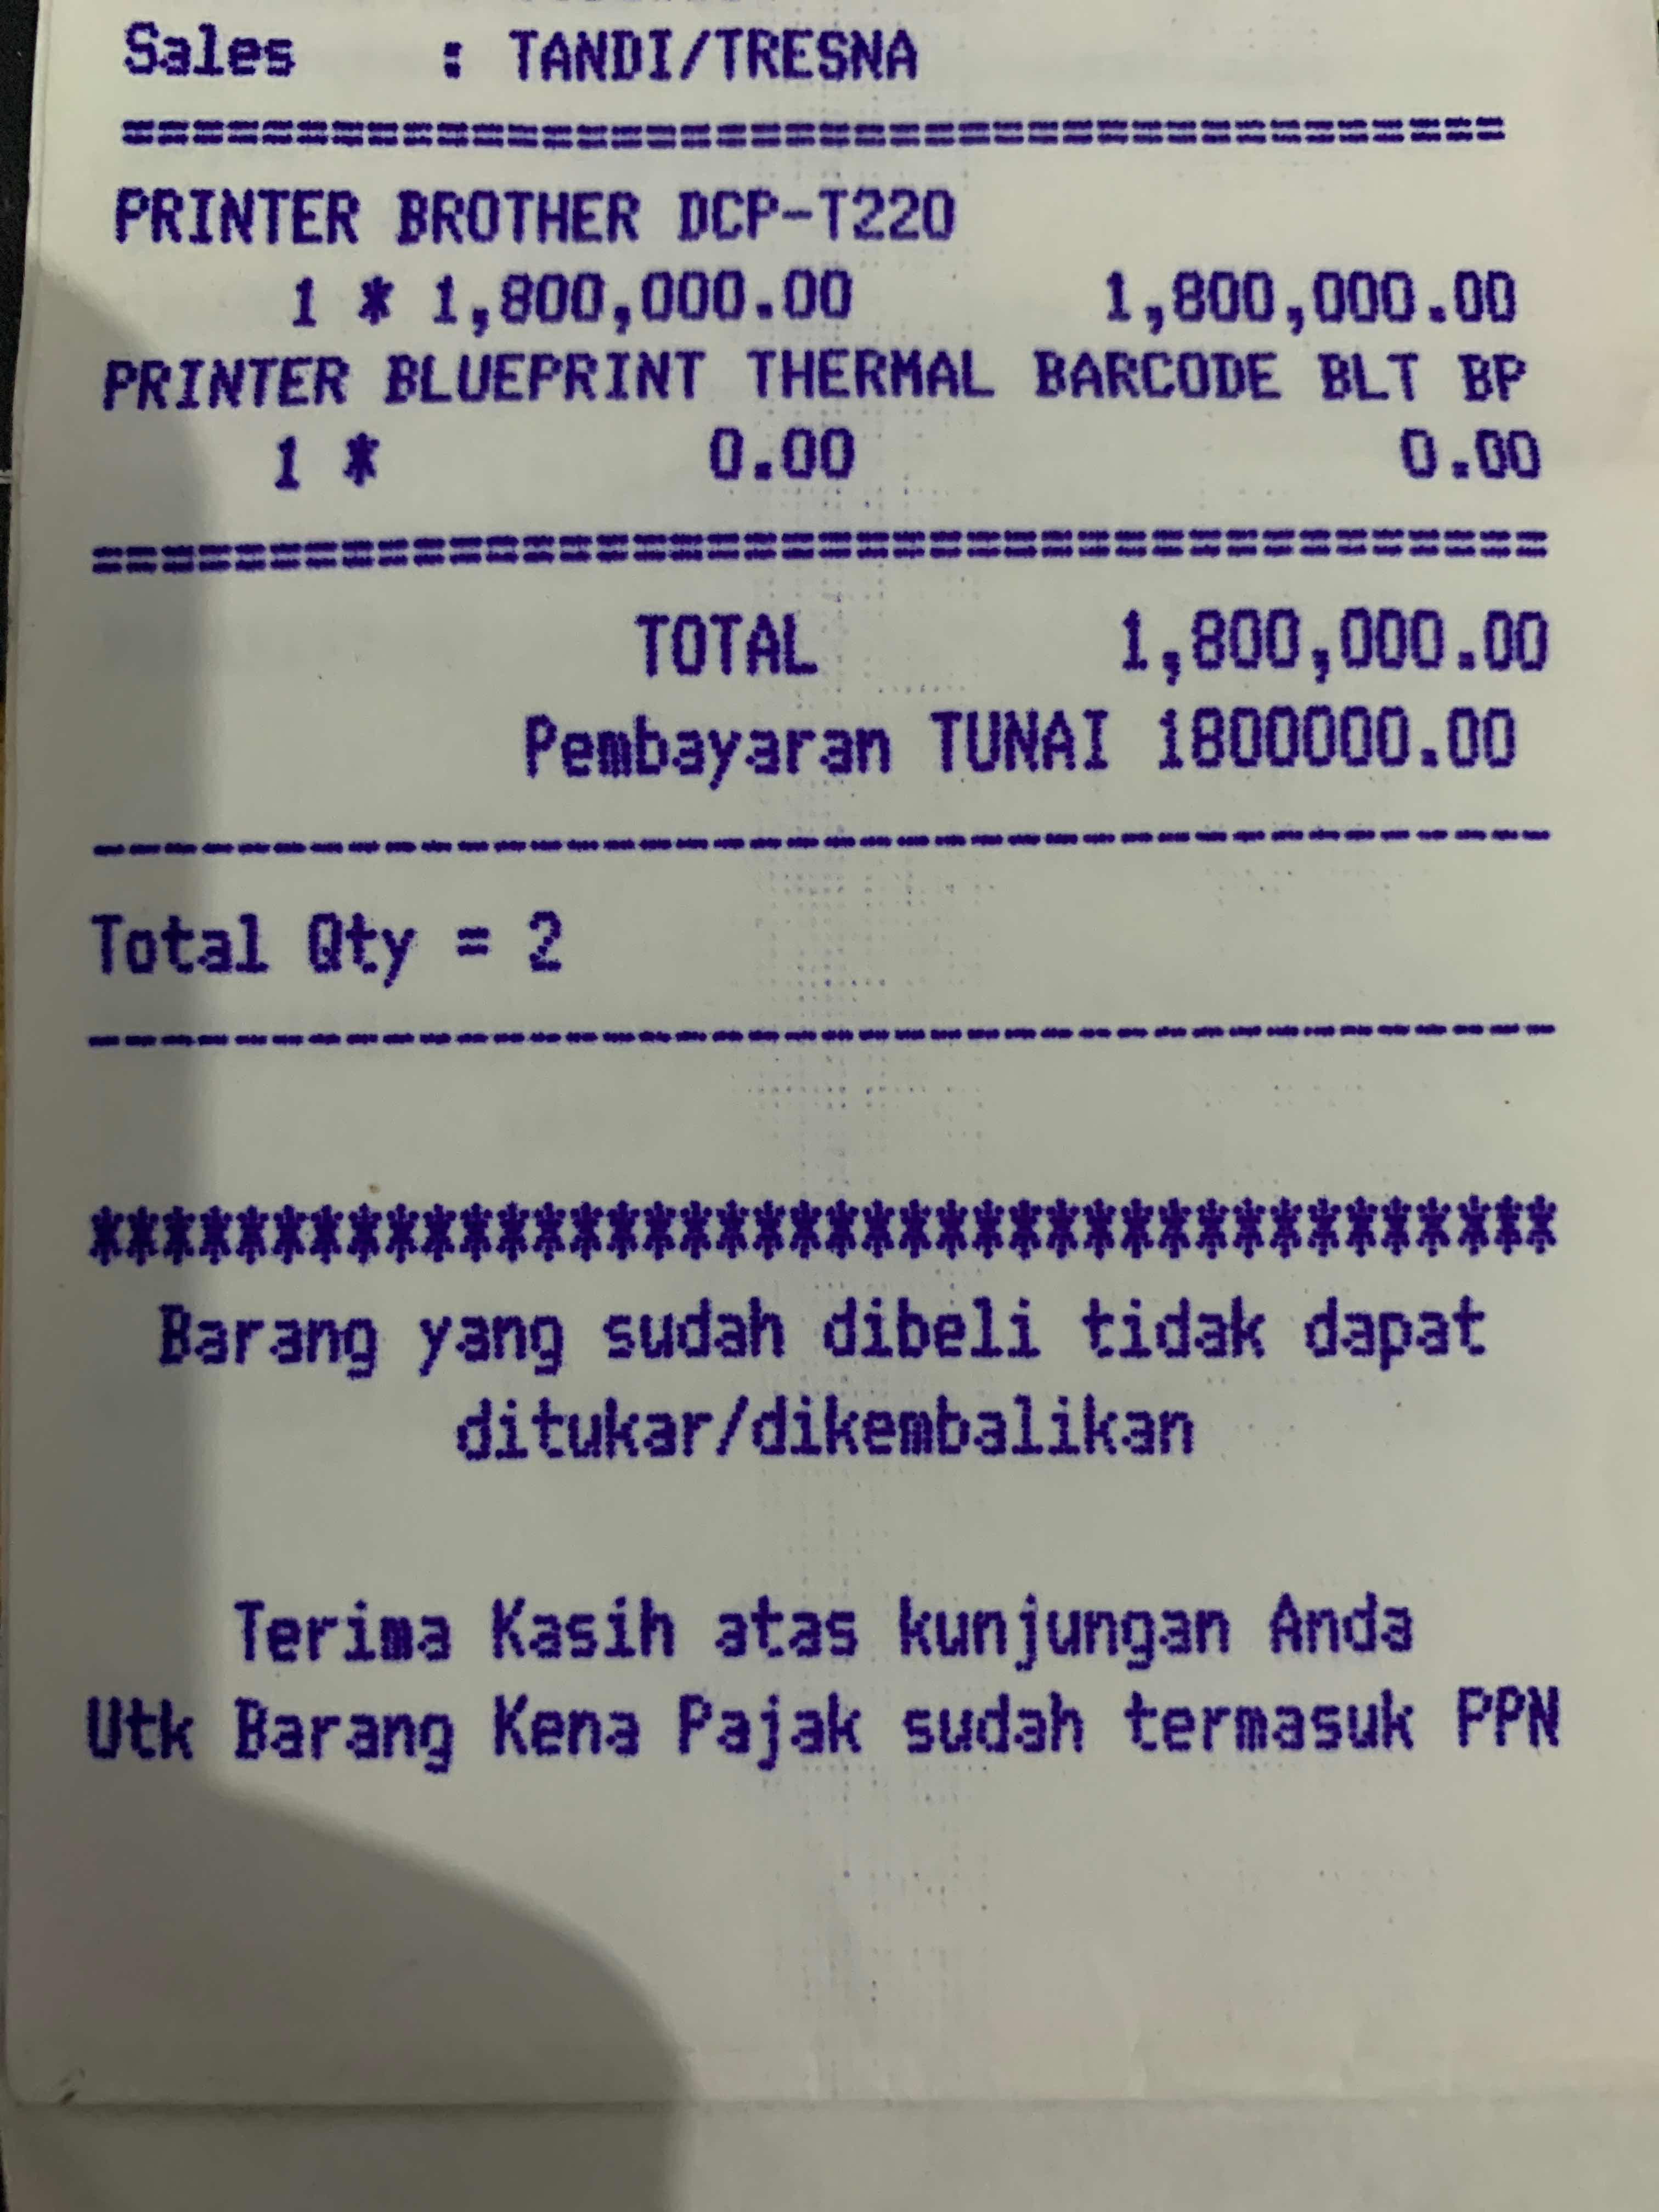 Sales : TANDI/TRESNA
========================================
PRINTER BROTHER DCP-T220
1 * 1,800,000.00 1,800,000.00
PRINTER BLUEPRINT THERMAL BARCODE BLT BP
1 * 0.00 0.00
========================================
TOTAL 1,800,000.00
Pembayaran TUNAI 1800000.00
----------------------------------------
Total Qty = 2
----------------------------------------
****************************************
Barang yang sudah dibeli tidak dapat
ditukar/dikembalikan
Terima Kasih atas kunjungan Anda
Utk Barang Kena Pajak sudah termasuk PPN